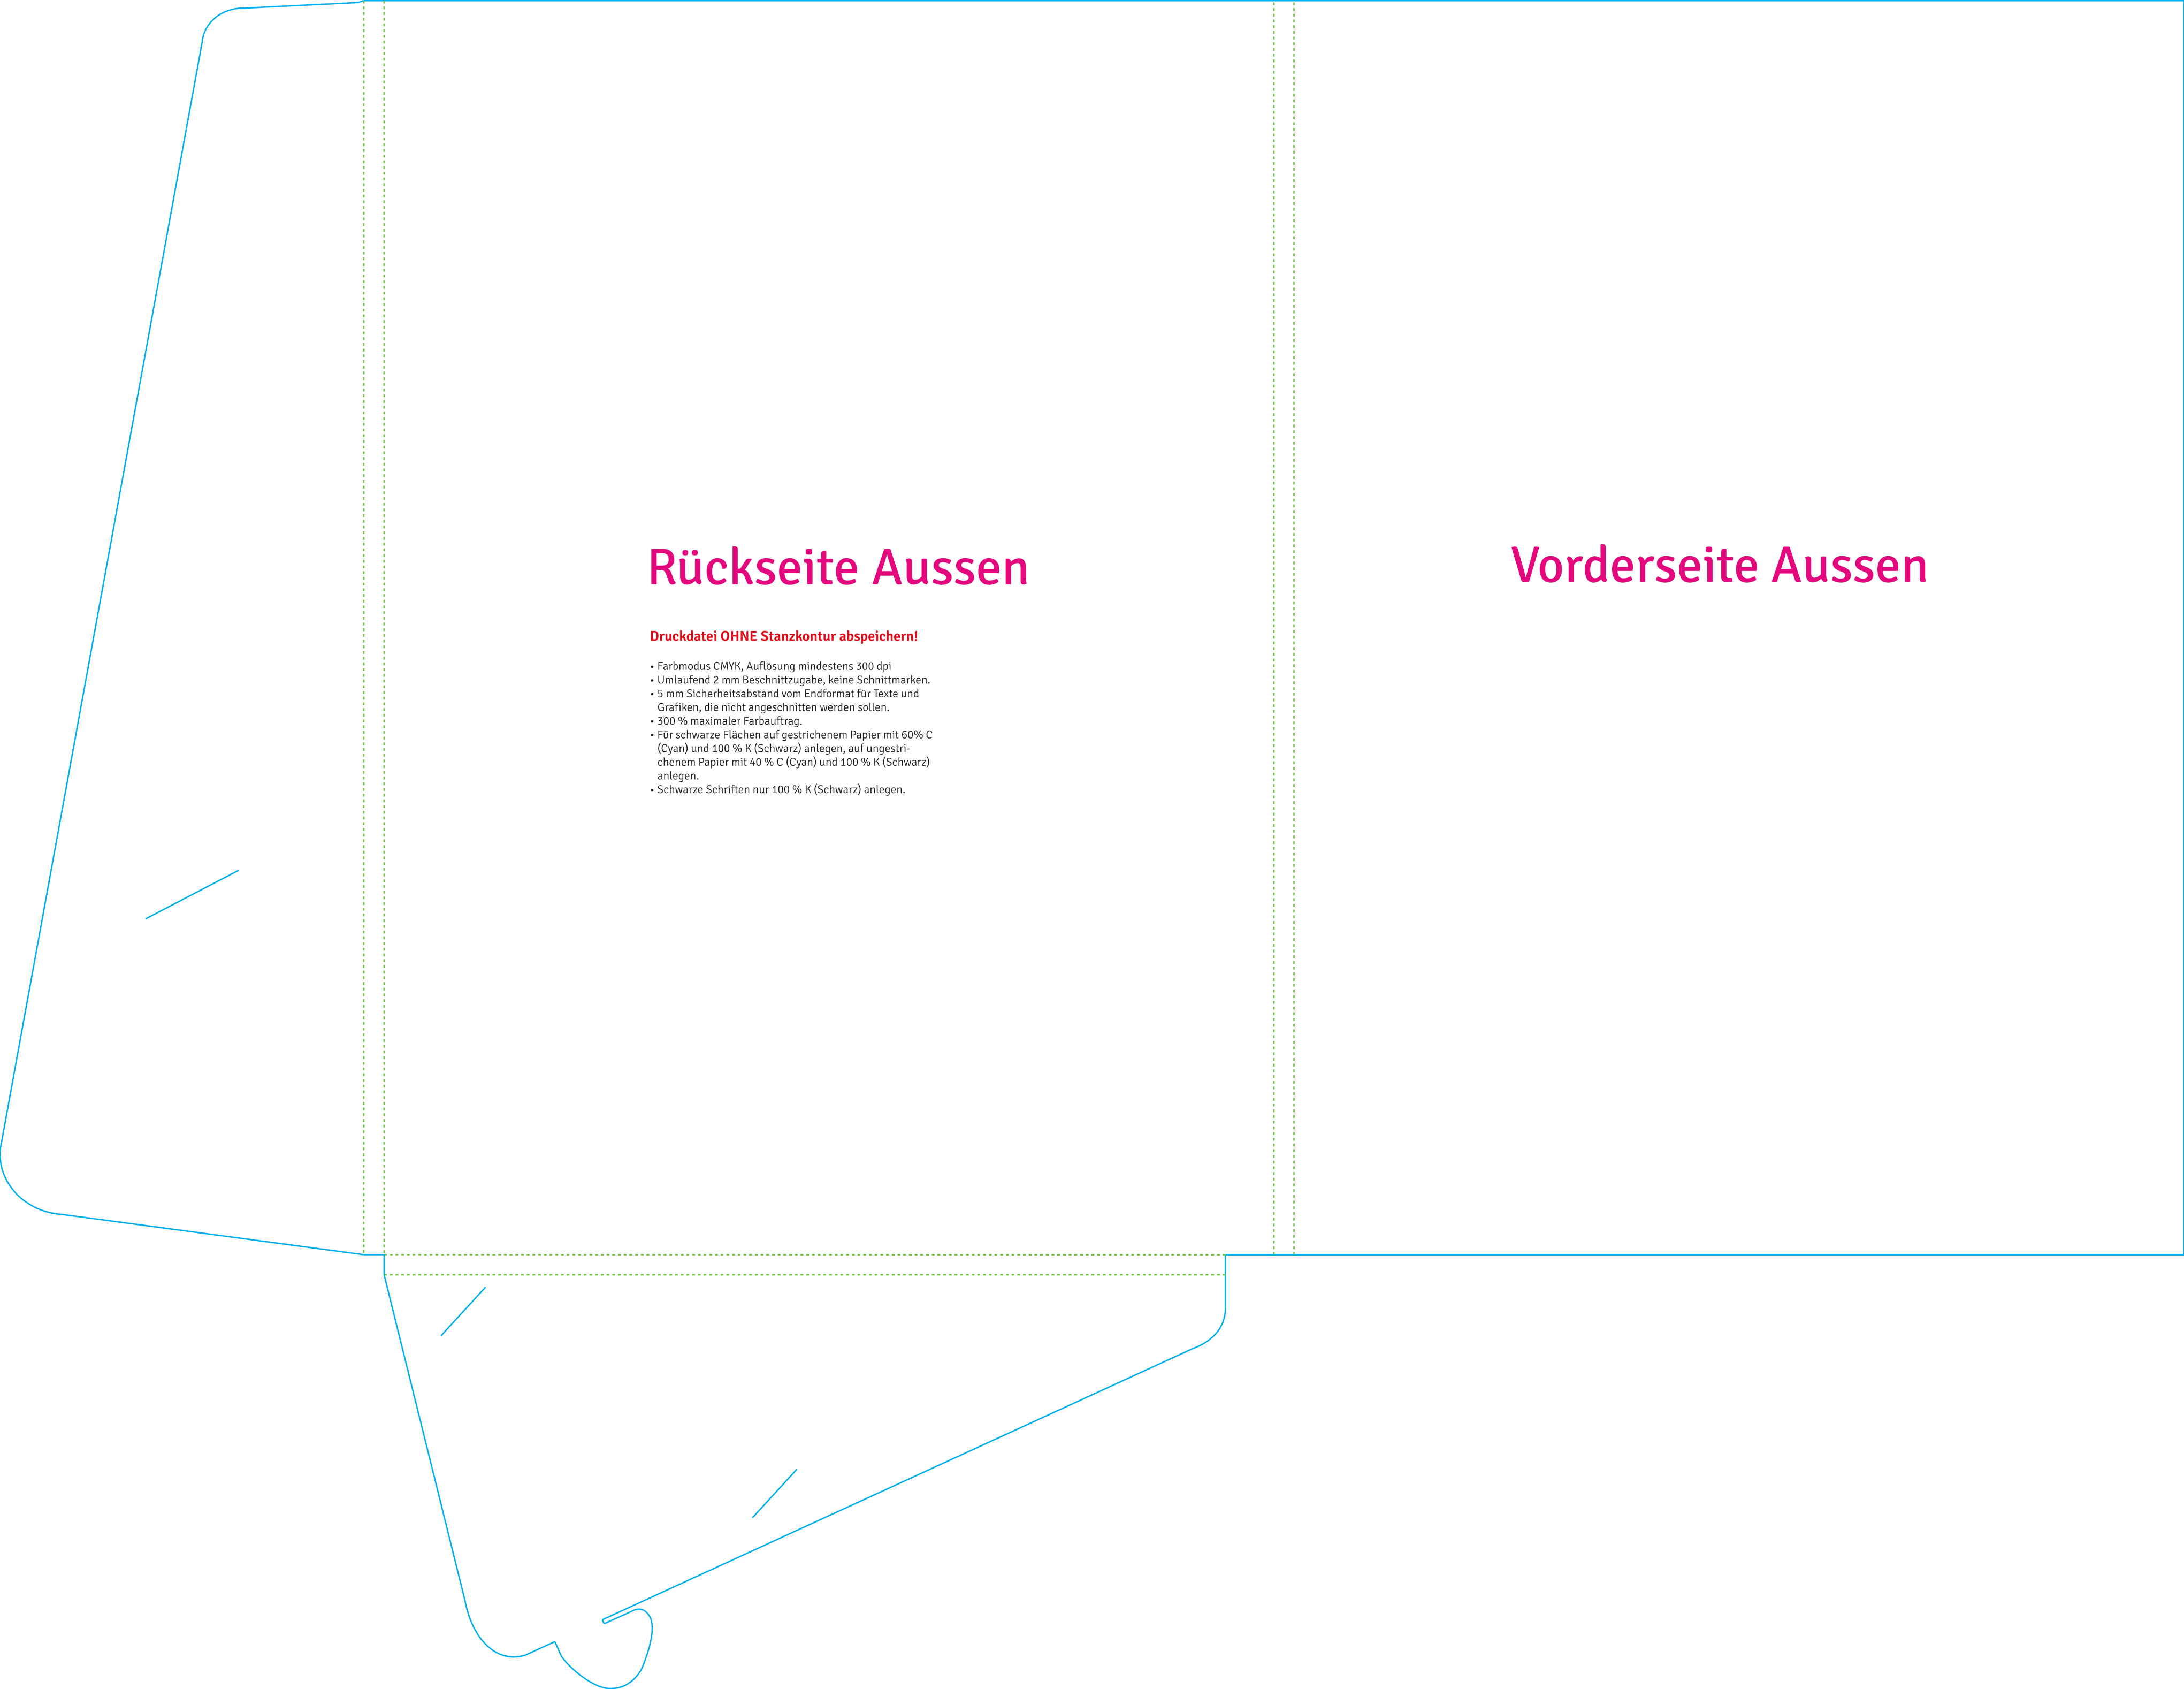 Rückseite Aussen
Vorderseite Aussen
Druckdatei OHNE Stanzkontur abspeichern!
• Farbmodus CMYK, Auflösung mindestens 300 dpi
• Umlaufend 2 mm Beschnittzugabe, keine Schnittmarken.
• 5 mm Sicherheitsabstand vom Endformat für Texte und
Grafiken, die nicht angeschnitten werden sollen.
• 300 % maximaler Farbauftrag.
• Für schwarze Flächen auf gestrichenem Papier mit 60% C
(Cyan) und 100 % K (Schwarz) anlegen, auf ungestri-
chenem Papier mit 40 % C (Cyan) und 100 % K (Schwarz)
anlegen.
• Schwarze Schriften nur 100 % K (Schwarz) anlegen.